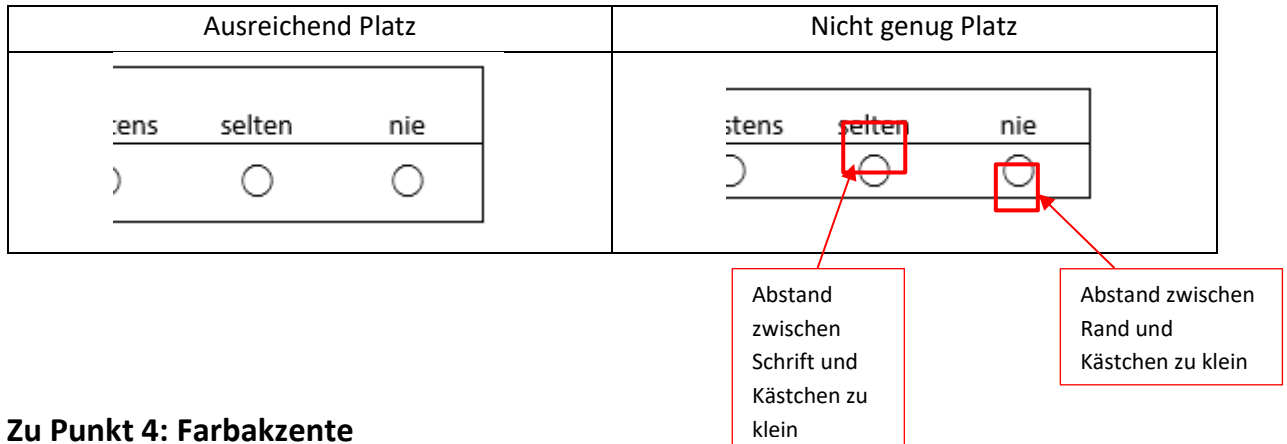 Ausreichend Platz
Nicht genug Platz
tens selten nie
stens selten nie
Abstand
zwischen
Schrift und
Kästchen zu
klein
Abstand zwischen
Rand und
Kästchen zu klein
Zu Punkt 4: Farbakzente